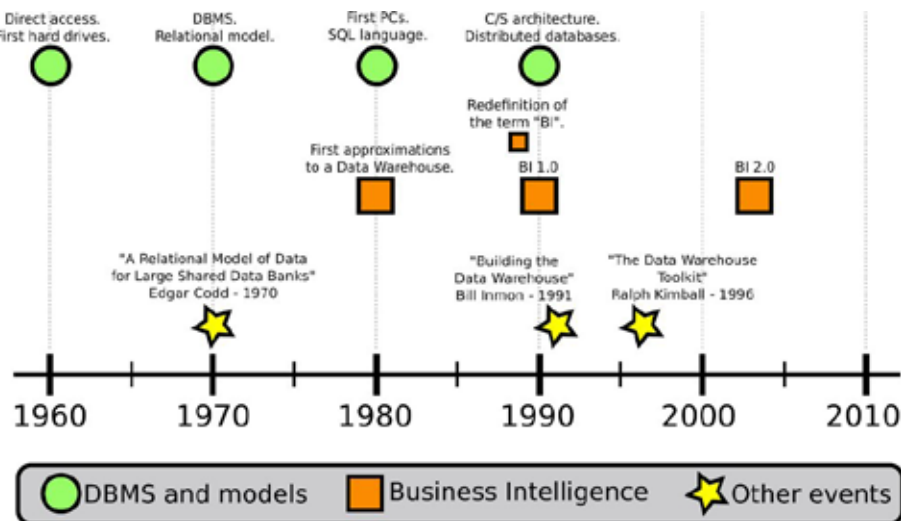 Direct access.
First hard drives.
DBMS.
Relational model.
First PCs.
SQL language.
C/S architecture.
Distributed databases.
Redefinition of
the term "BI".
First approximations
to a Data Warehouse.
BI 1.0
BI 2.0
"A Relational Model of Data
for Large Shared Data Banks"
Edgar Codd - 1970
"Building the
Data Warehouse"
Bill Inmon - 1991
"The Data Warehouse
Toolkit"
Ralph Kimball - 1996
1960
1970
1980
1990
2000
2010
DBMS and models
Business Intelligence
Other events